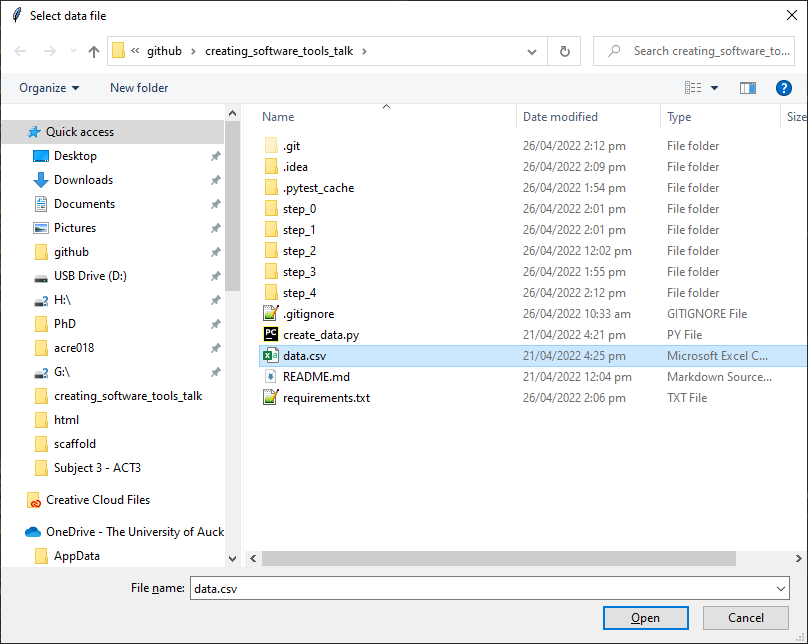 Select data file
« github › creating_software_tools_talk ›
Search creating_software_to...
Organize
New folder
?
Name Date modified Type Size
Quick access
Desktop
Downloads
Documents
Pictures
github
USB Drive (D:)
H:\
PhD
acre018
G:\
creating_software_tools_talk
html
scaffold
Subject 3 - ACT3
Creative Cloud Files
OneDrive - The University of Auck
AppData
.git 26/04/2022 2:12 pm File folder
.idea 26/04/2022 2:09 pm File folder
.pytest_cache 26/04/2022 1:54 pm File folder
step_0 26/04/2022 2:01 pm File folder
step_1 26/04/2022 2:01 pm File folder
step_2 26/04/2022 12:02 pm File folder
step_3 26/04/2022 1:55 pm File folder
step_4 26/04/2022 2:12 pm File folder
.gitignore 26/04/2022 10:33 am GITIGNORE File
PC create_data.py 21/04/2022 4:21 pm PY File
data.csv 21/04/2022 4:25 pm Microsoft Excel C...
README.md 21/04/2022 12:04 pm Markdown Source...
requirements.txt 26/04/2022 2:06 pm TXT File
File name: data.csv
Open Cancel